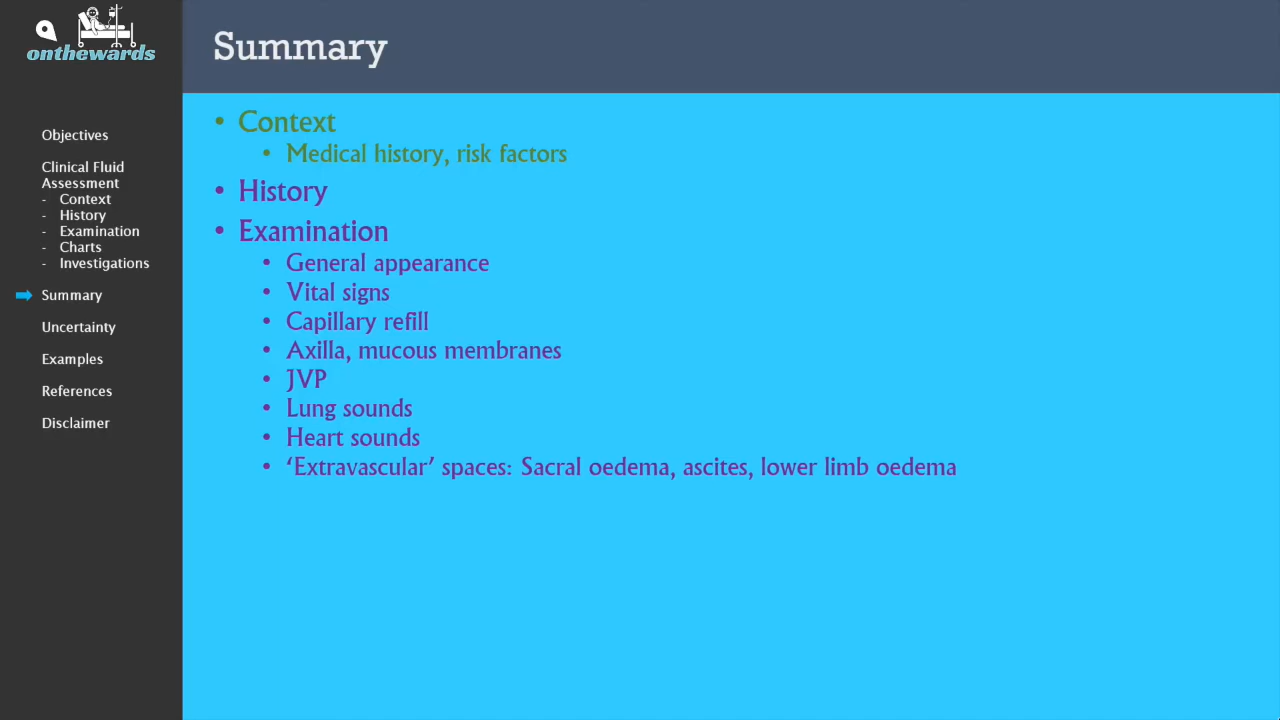 onthewards
Summary
Objectives
Clinical Fluid
Assessment
- Context
- History
- Examination
- Charts
- Investigations
Summary
Uncertainty
Examples
References
Disclaimer
• Context
• Medical history, risk factors
• History
• Examination
• General appearance
• Vital signs
• Capillary refill
• Axilla, mucous membranes
• JVP
• Lung sounds
• Heart sounds
• ‘Extravascular’ spaces: Sacral oedema, ascites, lower limb oedema